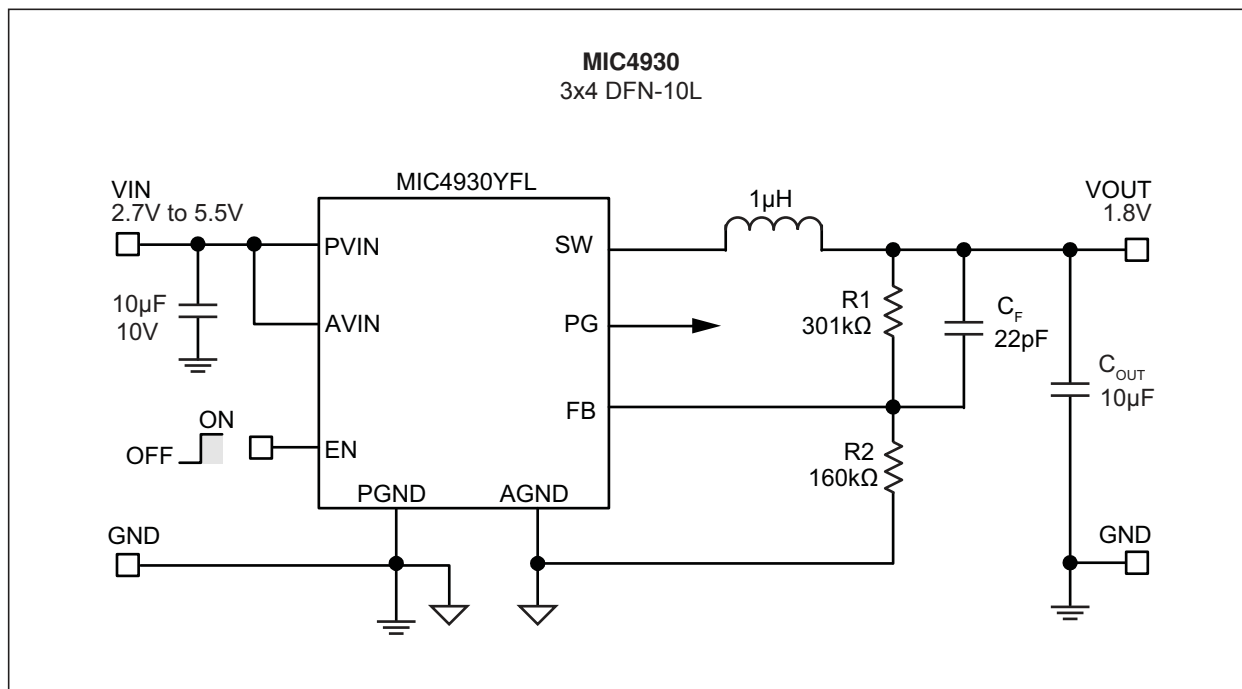 MIC4930
3x4 DFN-10L
MIC4930YFL
VIN
2.7V to 5.5V
10µF
10V
PVIN
AVIN
EN
PGND
AGND
SW
PG
FB
1µH
R1
301kΩ
C_F
22pF
C_OUT
10µF
R2
160kΩ
VOUT
1.8V
ON
OFF
GND
GND